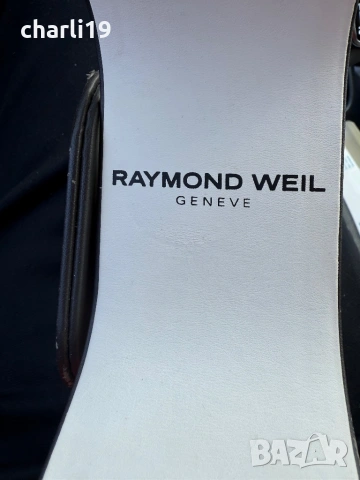 charli19
RAYMOND WEIL
GENEVE
BAZAR